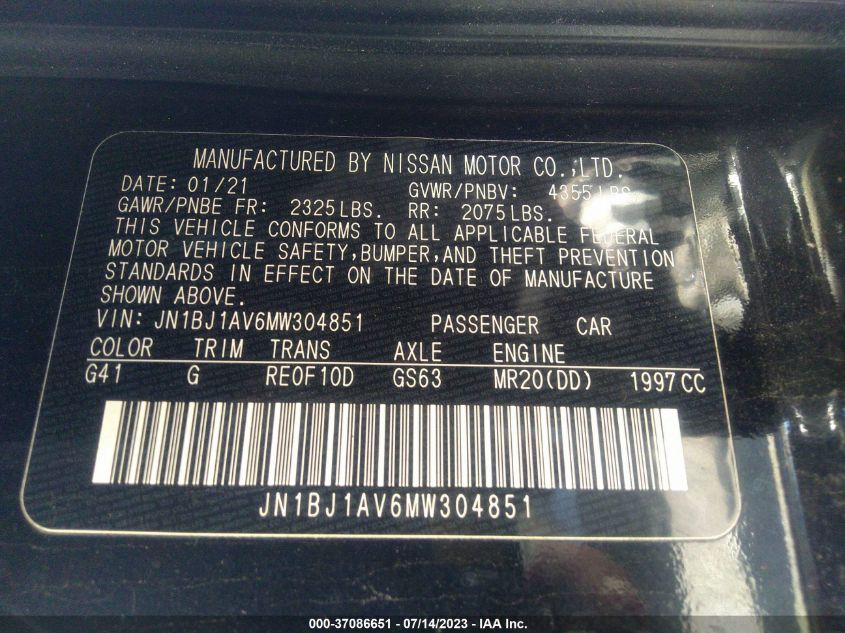 MANUFACTURED BY NISSAN MOTOR CO.,LTD.
DATE: 01/21 GVWR/PNBV: 4355LBS
GAWR/PNBE FR: 2325LBS. RR: 2075LBS.
THIS VEHICLE CONFORMS TO ALL APPLICABLE FEDERAL
MOTOR VEHICLE SAFETY,BUMPER,AND THEFT PREVENTION
STANDARDS IN EFFECT ON THE DATE OF MANUFACTURE
SHOWN ABOVE.
VIN: JN1BJ1AV6MW304851 PASSENGER CAR
COLOR TRIM TRANS AXLE ENGINE
G41 G RE0F10D GS63 MR20(DD) 1997CC
JN1BJ1AV6MW304851
000-37086651 / 07/14/2023 - IAA Inc.